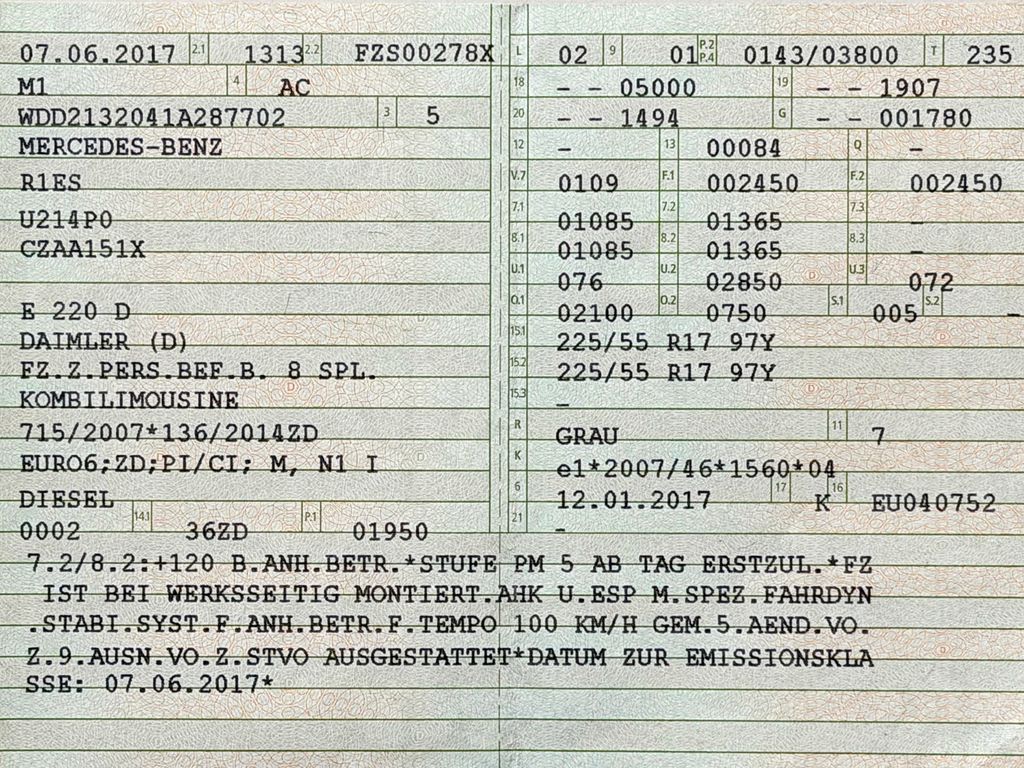 07.06.2017 2.1 1313 2.2 FZS00278X
M1 4 AC
WDD2132041A287702 3 5
MERCEDES-BENZ
R1ES
U214P0
CZAA151X
E 220 D
DAIMLER (D)
FZ.Z.PERS.BEF.B. 8 SPL.
KOMBILIMOUSINE
715/2007*136/2014ZD
EURO6;ZD;PI/CI; M, N1 I
DIESEL
0002 14.1 36ZD P.1 01950
L 02 9 01 P.2 P.4 0143/03800 T 235
18 - - 05000 19 - - 1907
20 - - 1494 G - - 001780
12 - 13 00084 Q -
V.7 0109 F.1 002450 F.2 002450
7.1 01085 7.2 01365 7.3 -
8.1 01085 8.2 01365 8.3 -
U.1 076 U.2 02850 U.3 072
O.1 02100 O.2 0750 S.1 005 S.2 -
15.1 225/55 R17 97Y
15.2 225/55 R17 97Y
15.3 -
R GRAU 11 7
K e1*2007/46*1560*04
6 12.01.2017 17 K 16 EU040752
21 -
7.2/8.2:+120 B.ANH.BETR.*STUFE PM 5 AB TAG ERSTZUL.*FZ
IST BEI WERKSSEITIG MONTIERT.AHK U.ESP M.SPEZ.FAHRDYN
.STABI.SYST.F.ANH.BETR.F.TEMPO 100 KM/H GEM.5.AEND.VO.
Z.9.AUSN.VO.Z.STVO AUSGESTATTET*DATUM ZUR EMISSIONSKLA
SSE: 07.06.2017*